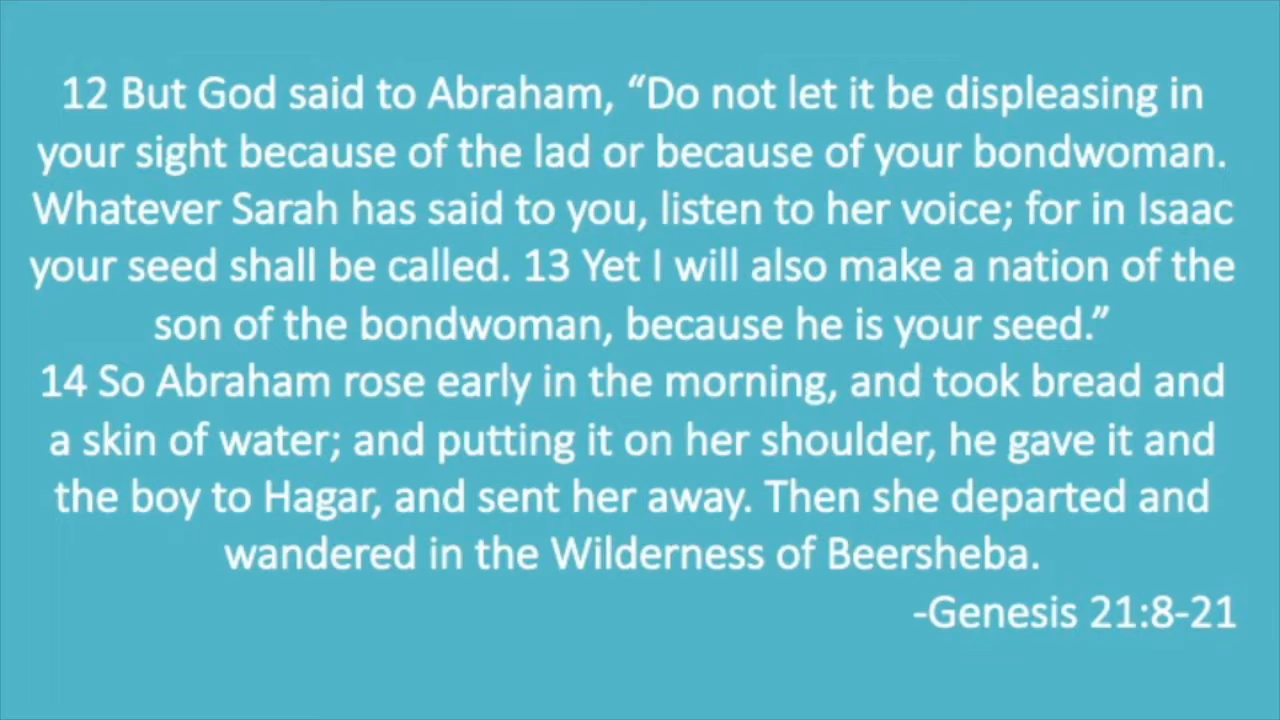 12 But God said to Abraham, “Do not let it be displeasing in
your sight because of the lad or because of your bondwoman.
Whatever Sarah has said to you, listen to her voice; for in Isaac
your seed shall be called. 13 Yet I will also make a nation of the
son of the bondwoman, because he is your seed.”
14 So Abraham rose early in the morning, and took bread and
a skin of water; and putting it on her shoulder, he gave it and
the boy to Hagar, and sent her away. Then she departed and
wandered in the Wilderness of Beersheba.
-Genesis 21:8-21